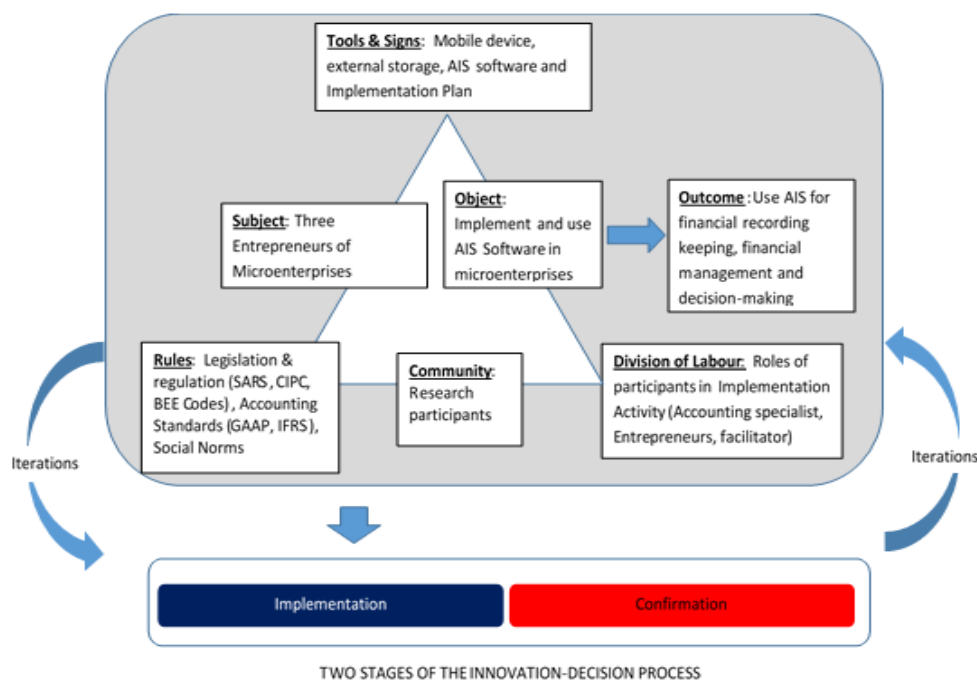 Tools & Signs: Mobile device,
external storage, AIS software and
Implementation Plan
Subject: Three
Entrepreneurs of
Microenterprises
Object:
Implement and use
AIS Software in
microenterprises
Outcome : Use AIS for
financial recording
keeping, financial
management and
decision-making
Rules: Legislation &
regulation (SARS, CIPC,
BEE Codes), Accounting
Standards (GAAP, IFRS),
Social Norms
Community:
Research
participants
Division of Labour: Roles of
participants in Implementation
Activity (Accounting specialist,
Entrepreneurs, facilitator)
Iterations
Iterations
Implementation
Confirmation
TWO STAGES OF THE INNOVATION-DECISION PROCESS